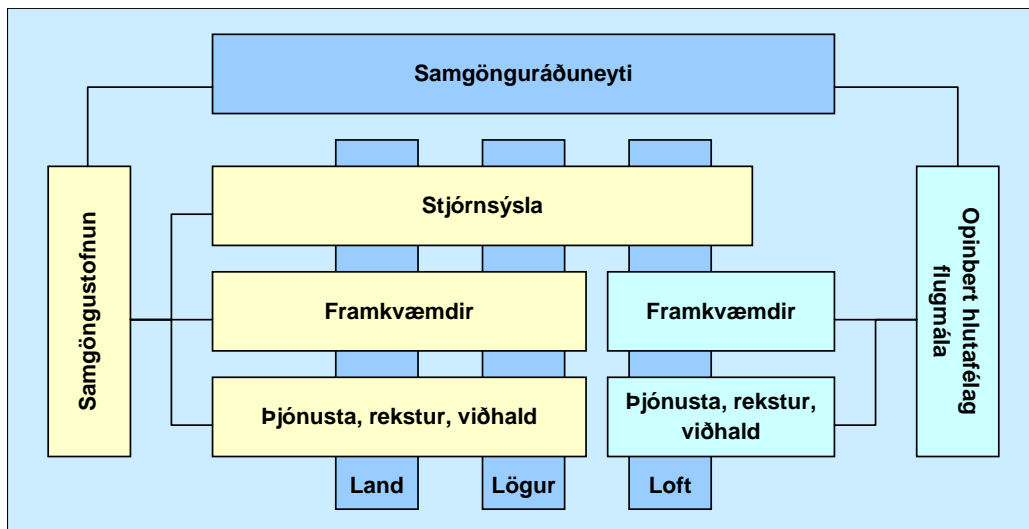 Samgönguráðuneyti
Samgöngustofnun
Stjórnsýsla
Opinbert hlutafélag
flugmála
Framkvæmdir
Framkvæmdir
Þjónusta, rekstur, viðhald
Þjónusta, rekstur,
viðhald
Land
Lögur
Loft